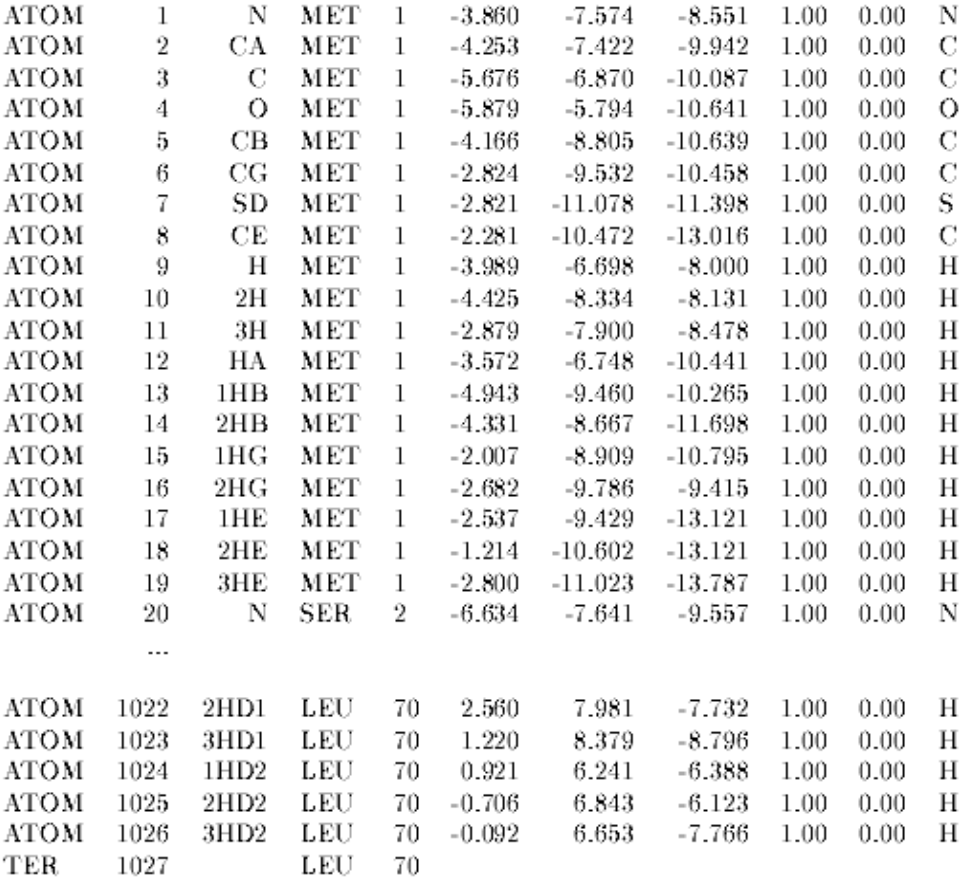 ATOM 1 N MET 1 -3.860 -7.574 -8.551 1.00 0.00 N
ATOM 2 CA MET 1 -4.253 -7.422 -9.942 1.00 0.00 C
ATOM 3 C MET 1 -5.676 -6.870 -10.087 1.00 0.00 C
ATOM 4 O MET 1 -5.879 -5.794 -10.641 1.00 0.00 O
ATOM 5 CB MET 1 -4.166 -8.805 -10.639 1.00 0.00 C
ATOM 6 CG MET 1 -2.824 -9.532 -10.458 1.00 0.00 C
ATOM 7 SD MET 1 -2.821 -11.078 -11.398 1.00 0.00 S
ATOM 8 CE MET 1 -2.281 -10.472 -13.016 1.00 0.00 C
ATOM 9 H MET 1 -3.989 -6.698 -8.000 1.00 0.00 H
ATOM 10 2H MET 1 -4.425 -8.334 -8.131 1.00 0.00 H
ATOM 11 3H MET 1 -2.879 -7.900 -8.478 1.00 0.00 H
ATOM 12 HA MET 1 -3.572 -6.748 -10.441 1.00 0.00 H
ATOM 13 1HB MET 1 -4.943 -9.460 -10.265 1.00 0.00 H
ATOM 14 2HB MET 1 -4.331 -8.667 -11.698 1.00 0.00 H
ATOM 15 1HG MET 1 -2.007 -8.909 -10.795 1.00 0.00 H
ATOM 16 2HG MET 1 -2.682 -9.786 -9.415 1.00 0.00 H
ATOM 17 1HE MET 1 -2.537 -9.429 -13.121 1.00 0.00 H
ATOM 18 2HE MET 1 -1.214 -10.602 -13.121 1.00 0.00 H
ATOM 19 3HE MET 1 -2.800 -11.023 -13.787 1.00 0.00 H
ATOM 20 N SER 2 -6.634 -7.641 -9.557 1.00 0.00 N
...
ATOM 1022 2HD1 LEU 70 2.560 7.981 -7.732 1.00 0.00 H
ATOM 1023 3HD1 LEU 70 1.220 8.379 -8.796 1.00 0.00 H
ATOM 1024 1HD2 LEU 70 0.921 6.241 -6.388 1.00 0.00 H
ATOM 1025 2HD2 LEU 70 -0.706 6.843 -6.123 1.00 0.00 H
ATOM 1026 3HD2 LEU 70 -0.092 6.653 -7.766 1.00 0.00 H
TER 1027 LEU 70